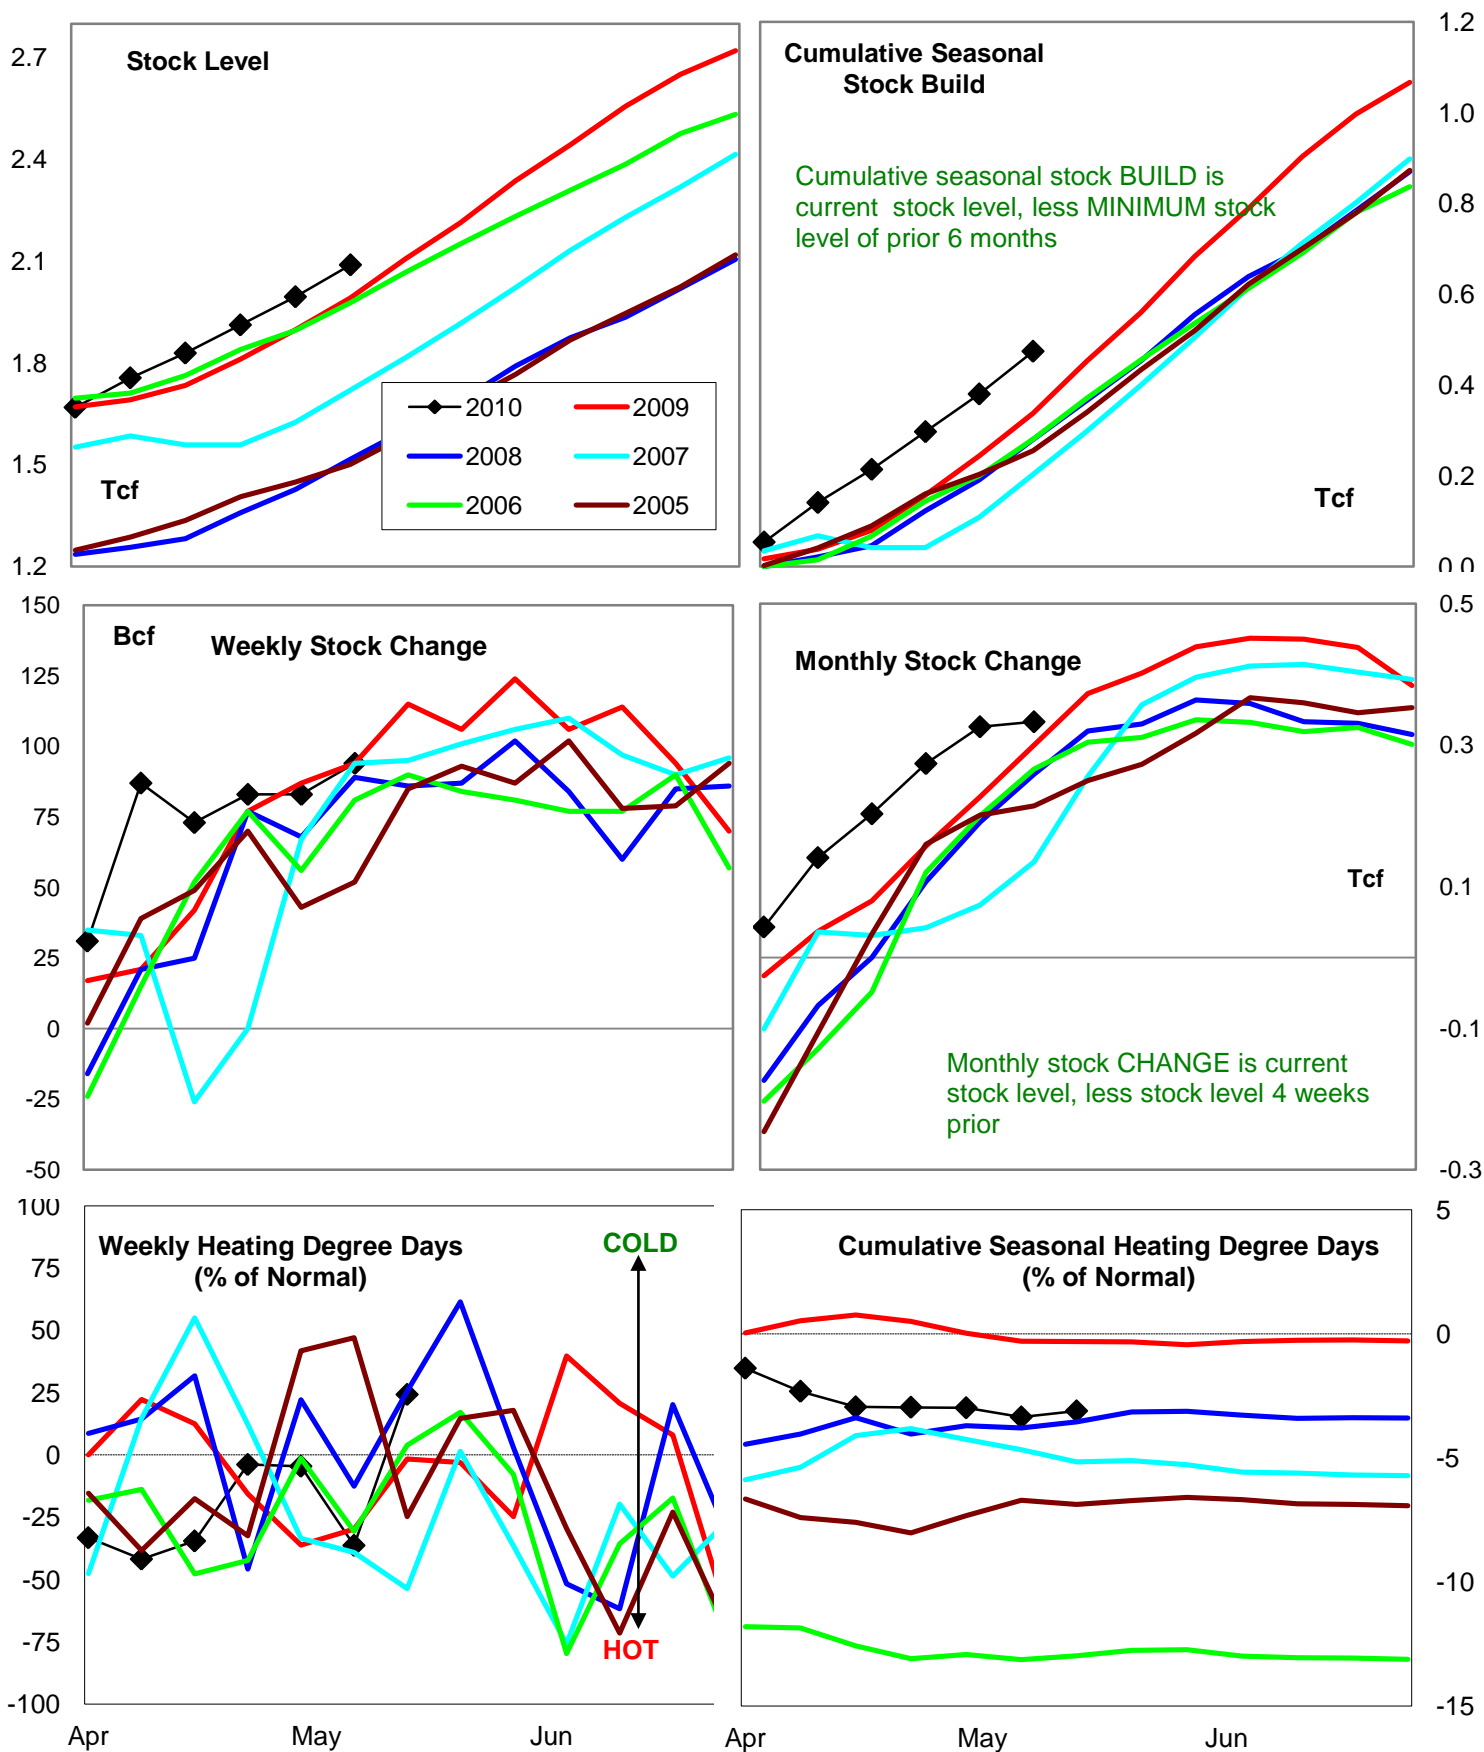 Stock Level
2.7
2.4
2.1
1.8
1.5
1.2
Tcf
2010
2009
2008
2007
2006
2005
Cumulative Seasonal
Stock Build
Cumulative seasonal stock BUILD is
current stock level, less MINIMUM stock
level of prior 6 months
Tcf
1.2
1.0
0.8
0.6
0.4
0.2
0.0
Bcf
Weekly Stock Change
150
125
100
75
50
25
0
-25
-50
Monthly Stock Change
Tcf
Monthly stock CHANGE is current
stock level, less stock level 4 weeks
prior
0.5
0.3
0.1
-0.1
-0.3
Weekly Heating Degree Days
(% of Normal)
COLD
HOT
100
75
50
25
0
-25
-50
-75
-100
Apr
May
Jun
Cumulative Seasonal Heating Degree Days
(% of Normal)
5
0
-5
-10
-15
Apr
May
Jun